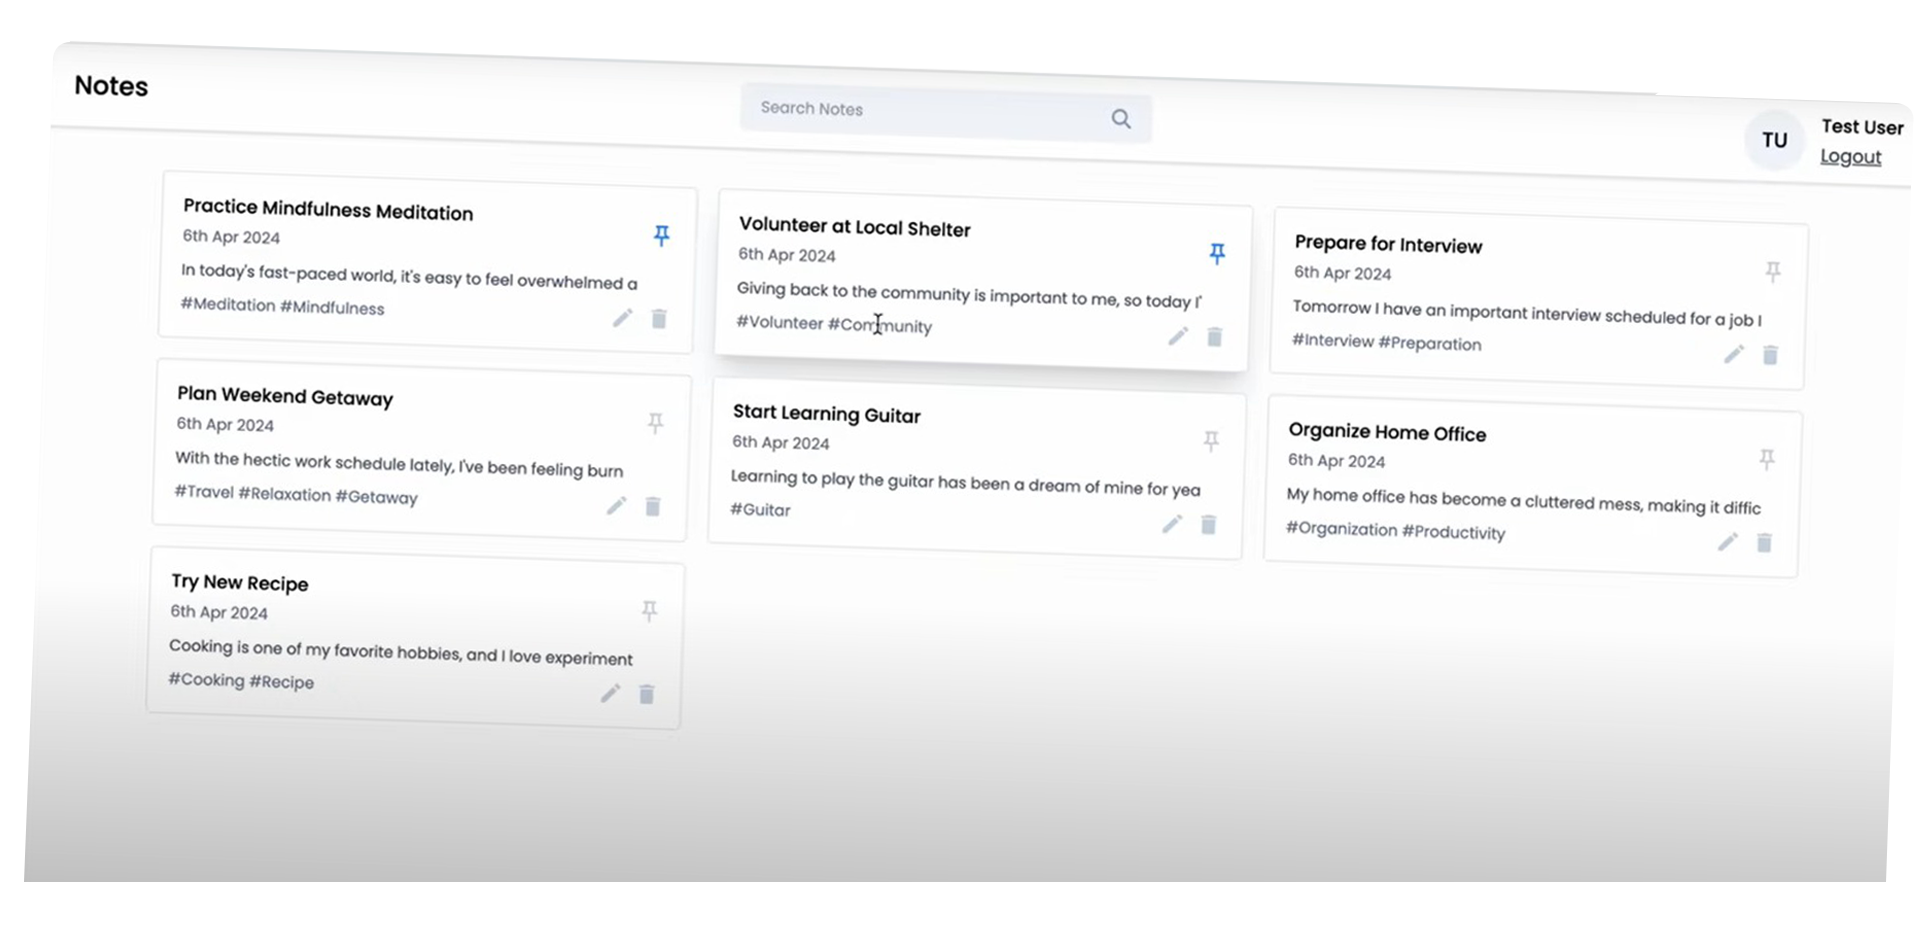 Notes
Search Notes
TU
Test User
Logout
Practice Mindfulness Meditation
6th Apr 2024
In today's fast-paced world, it's easy to feel overwhelmed a
#Meditation #Mindfulness
Volunteer at Local Shelter
6th Apr 2024
Giving back to the community is important to me, so today I'
#Volunteer #Community
Prepare for Interview
6th Apr 2024
Tomorrow I have an important interview scheduled for a job I
#Interview #Preparation
Plan Weekend Getaway
6th Apr 2024
With the hectic work schedule lately, I've been feeling burn
#Travel #Relaxation #Getaway
Start Learning Guitar
6th Apr 2024
Learning to play the guitar has been a dream of mine for yea
#Guitar
Organize Home Office
6th Apr 2024
My home office has become a cluttered mess, making it diffic
#Organization #Productivity
Try New Recipe
6th Apr 2024
Cooking is one of my favorite hobbies, and I love experiment
#Cooking #Recipe